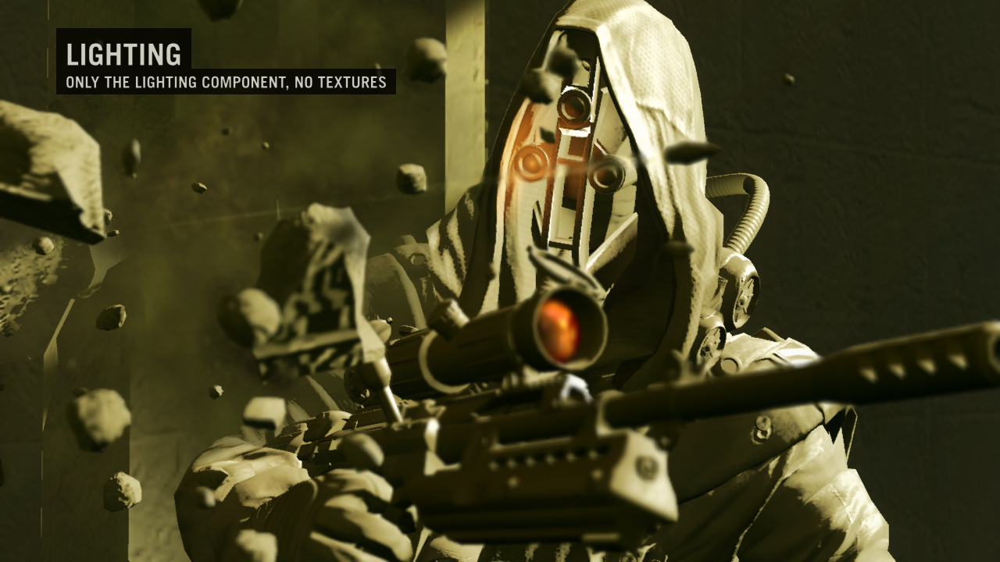 LIGHTING
ONLY THE LIGHTING COMPONENT, NO TEXTURES